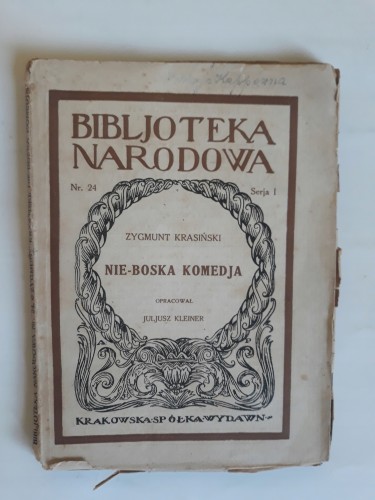 BIBLJOTEKA
NARODOWA
Nr. 24 Serja I
ZYGMUNT KRASIŃSKI
NIE-BOSKA KOMEDJA
OPRACOWAŁ
JULJUSZ KLEINER
KRAKOWSKA·SPÓŁKA·WYDAWN·